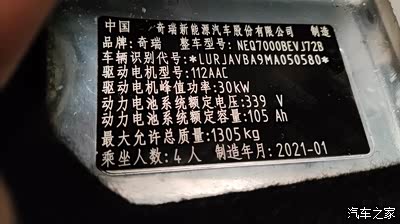 中国 奇瑞新能源汽车股份有限公司 制造
品牌:奇瑞 整车型号:NEQ7000BEVJ72B
车辆识别代号:*LURJAVBA9MA050580*
驱动电机型号:112AAC
驱动电机峰值功率:30kW
动力电池系统额定电压:339 V
动力电池系统额定容量:105 Ah
最大允许总质量:1305kg
乘坐人数:4人 制造年月:2021-01
汽车之家